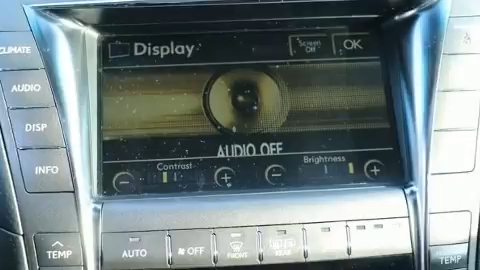 Display
Screen Off
OK
CLIMATE
AUDIO
DISP
INFO
AUDIO OFF
Contrast
Brightness
TEMP
AUTO
OFF
FRONT
REAR
TEMP